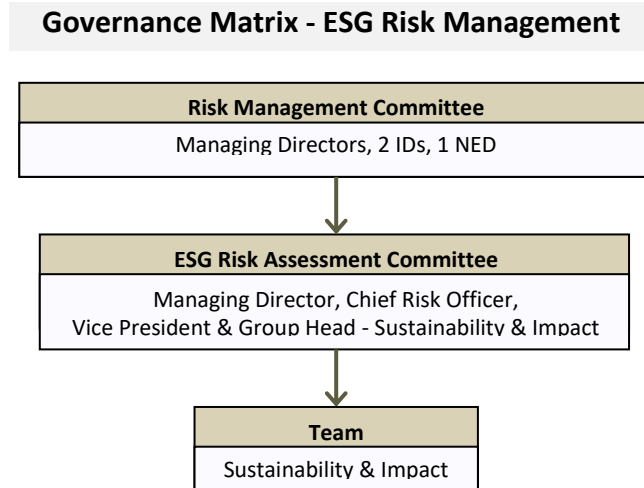 Governance Matrix - ESG Risk Management
Risk Management Committee
Managing Directors, 2 IDs, 1 NED
ESG Risk Assessment Committee
Managing Director, Chief Risk Officer,
Vice President & Group Head - Sustainability & Impact
Team
Sustainability & Impact